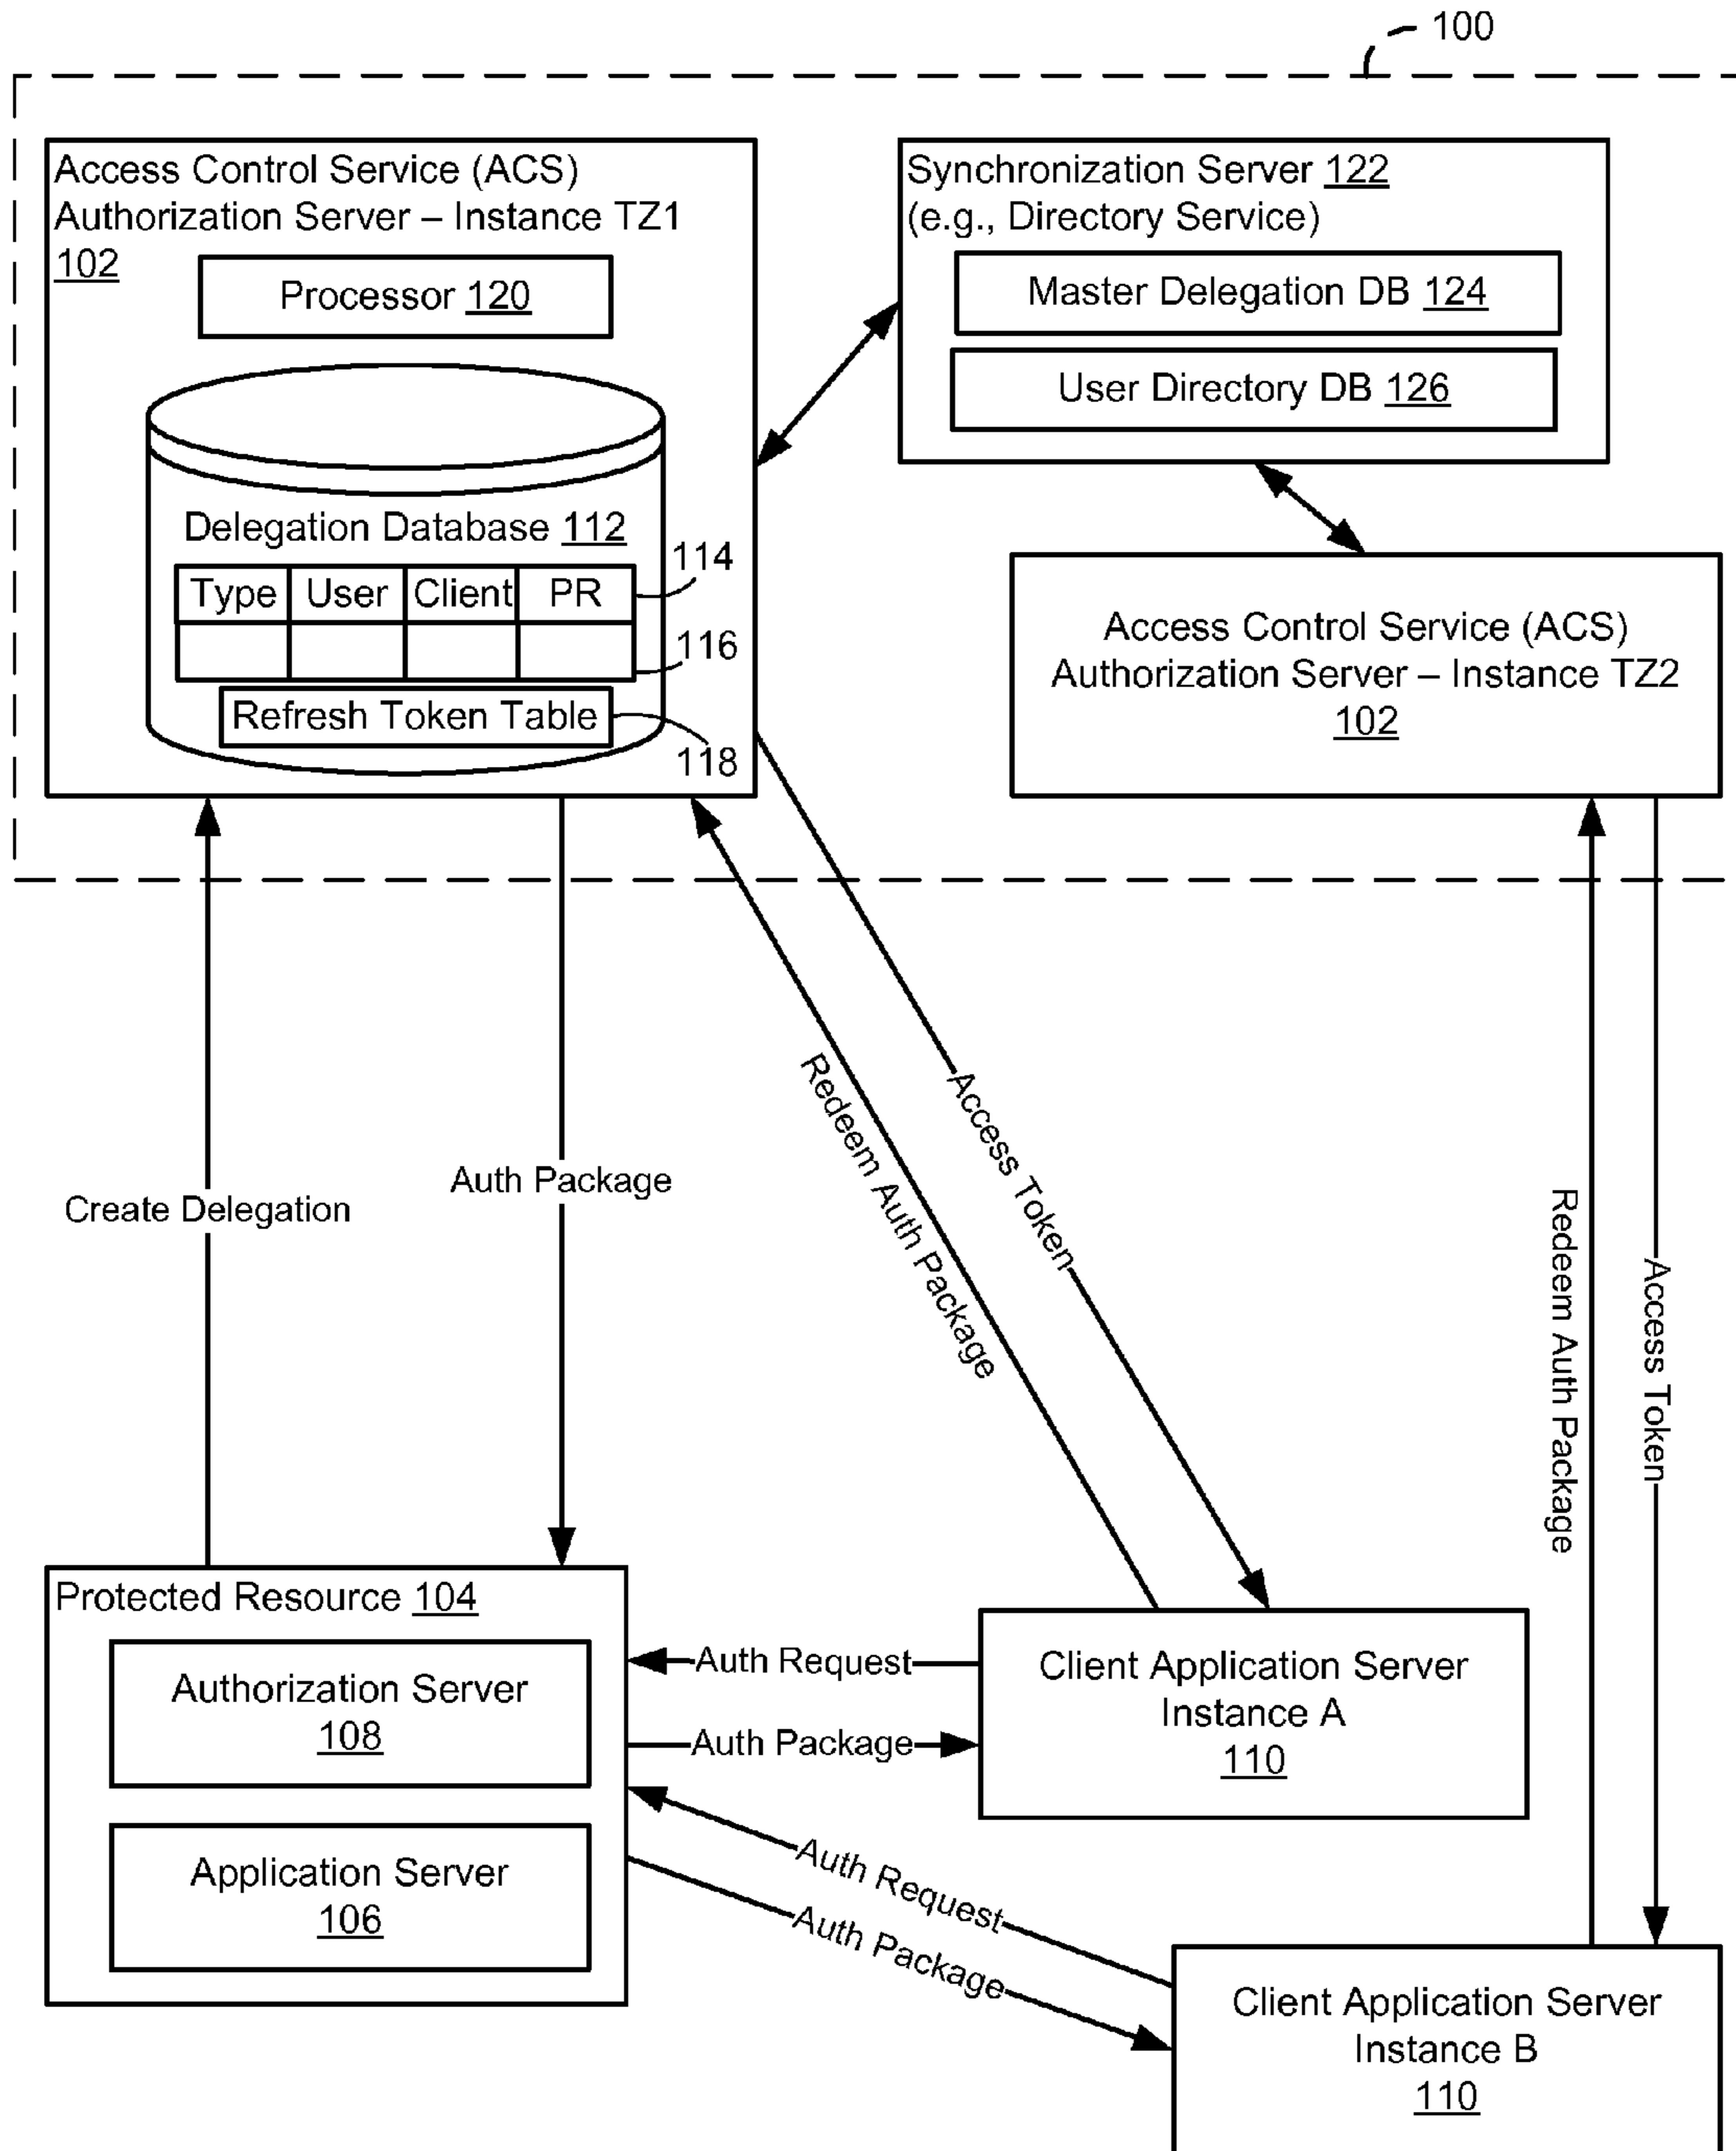 100
Access Control Service (ACS)
Authorization Server – Instance TZ1
102
Processor 120
Delegation Database 112
Type User Client PR
114
116
Refresh Token Table
118
Synchronization Server 122
(e.g., Directory Service)
Master Delegation DB 124
User Directory DB 126
Access Control Service (ACS)
Authorization Server – Instance TZ2
102
Create Delegation
Auth Package
Redeem Auth Package
Access Token
Redeem Auth Package
Access Token
Protected Resource 104
Authorization Server
108
Application Server
106
Auth Request
Auth Package
Client Application Server
Instance A
110
Auth Request
Auth Package
Client Application Server
Instance B
110